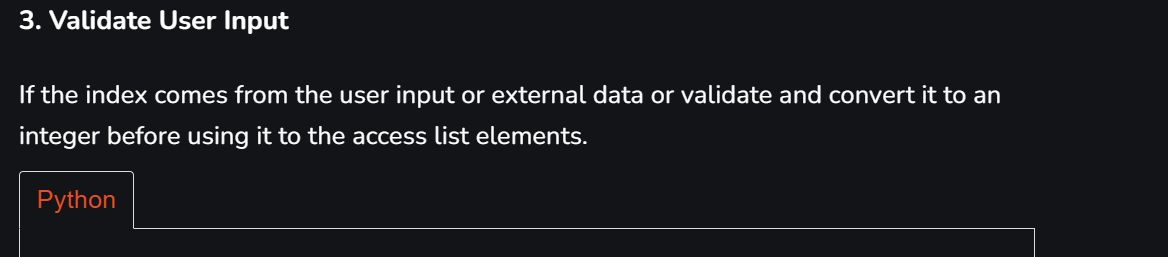 3. Validate User Input
If the index comes from the user input or external data or validate and convert it to an
integer before using it to the access list elements.
Python